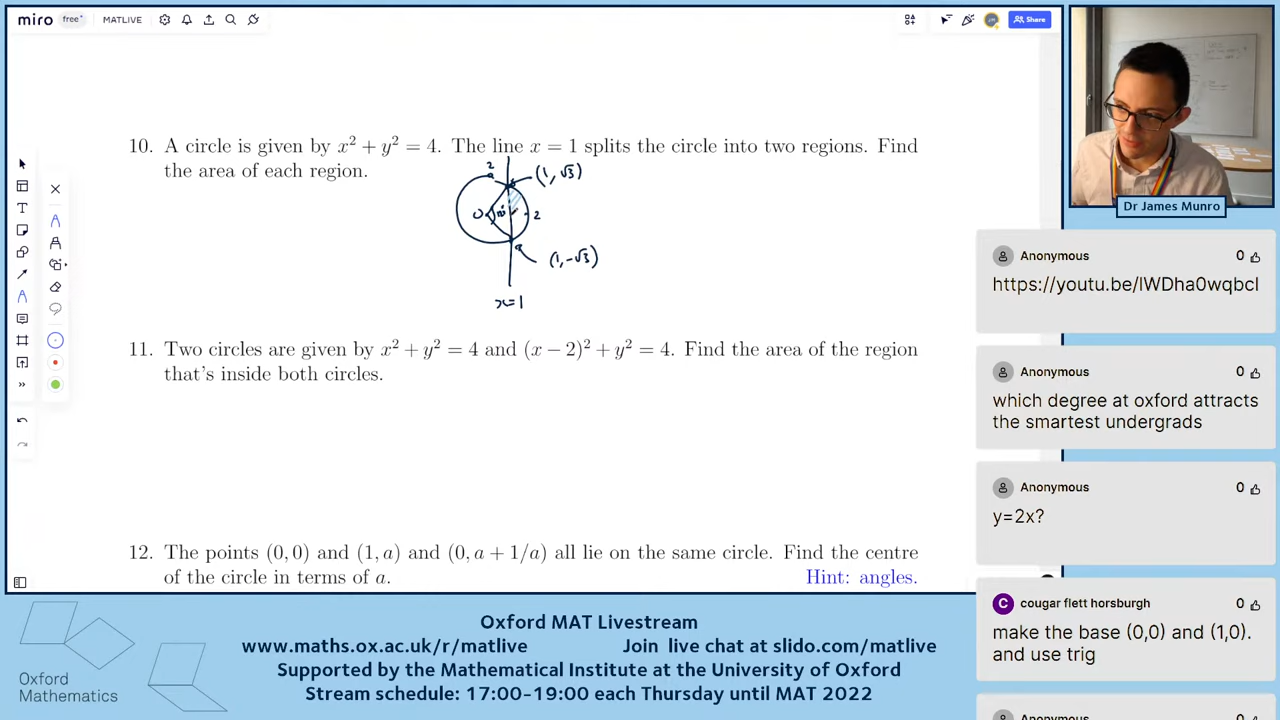 miro free MATLIVE Share
10. A circle is given by x² + y² = 4. The line x = 1 splits the circle into two regions. Find
the area of each region.
2
(1, √3)
0
2
(1, -√3)
x=1
11. Two circles are given by x² + y² = 4 and (x − 2)² + y² = 4. Find the area of the region
that's inside both circles.
12. The points (0, 0) and (1, a) and (0, a + 1/a) all lie on the same circle. Find the centre
of the circle in terms of a.
Hint: angles.
Dr James Munro
Anonymous 0
https://youtu.be/lWDha0wqbcI
Anonymous 0
which degree at oxford attracts
the smartest undergrads
Anonymous 0
y=2x?
C cougar flett horsburgh 0
make the base (0,0) and (1,0).
and use trig
Anonymous 0
Oxford
Mathematics
Oxford MAT Livestream
www.maths.ox.ac.uk/r/matlive Join live chat at slido.com/matlive
Supported by the Mathematical Institute at the University of Oxford
Stream schedule: 17:00-19:00 each Thursday until MAT 2022